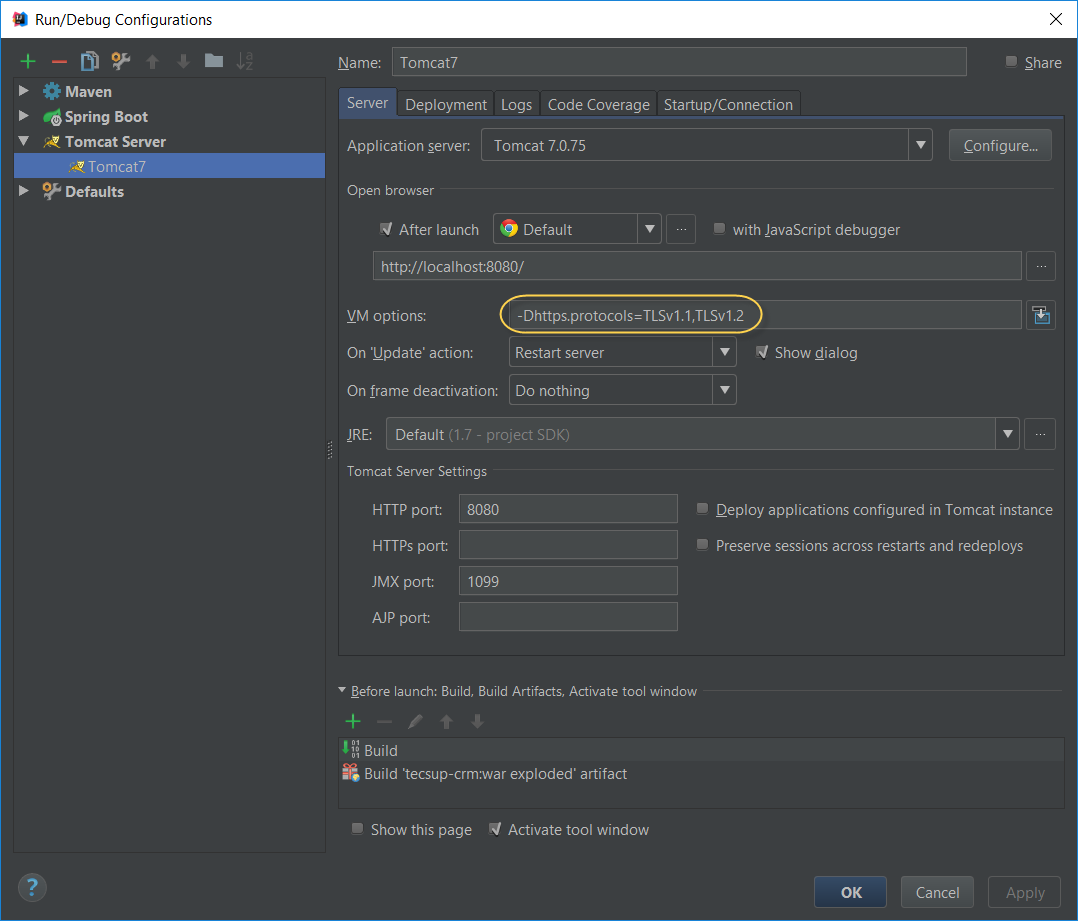 Run/Debug Configurations
Name: Tomcat7 Share
Maven
Spring Boot
Tomcat Server
Tomcat7
Defaults
Server Deployment Logs Code Coverage Startup/Connection
Application server: Tomcat 7.0.75 Configure...
Open browser
After launch Default ... with JavaScript debugger
http://localhost:8080/ ...
VM options: -Dhttps.protocols=TLSv1.1,TLSv1.2
On 'Update' action: Restart server Show dialog
On frame deactivation: Do nothing
JRE: Default (1.7 - project SDK) ...
Tomcat Server Settings
HTTP port: 8080 Deploy applications configured in Tomcat instance
HTTPs port: Preserve sessions across restarts and redeploys
JMX port: 1099
AJP port:
Before launch: Build, Build Artifacts, Activate tool window
Build
Build 'tecsup-crm:war exploded' artifact
Show this page Activate tool window
? OK Cancel Apply